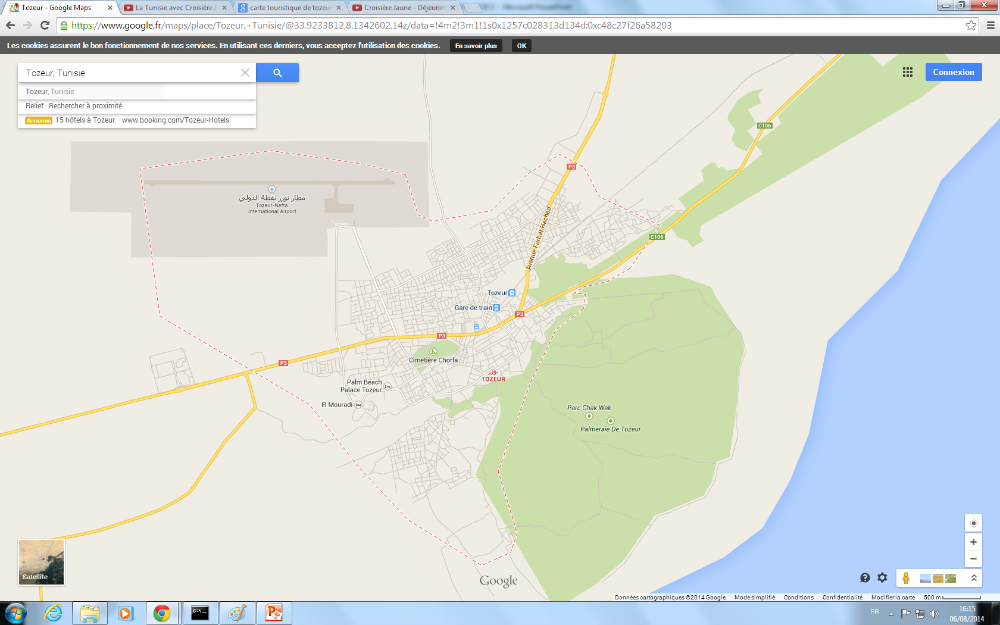 Tozeur - Google Maps
La Tunisie avec Croisière J
carte touristique de tozeur
Croisière Jaune - Déjeuner
https://www.google.fr/maps/place/Tozeur,+Tunisie/@33.9233812,8.1342602,14z/data=!4m2!3m1!1s0x1257c028313d134d:0xc48c27f26a58203
Les cookies assurent le bon fonctionnement de nos services. En utilisant ces derniers, vous acceptez l'utilisation des cookies.
En savoir plus
OK
Tozeur, Tunisie
Connexion
Tozeur, Tunisie
Relief · Rechercher à proximité
Annonce 15 hôtels à Tozeur · www.booking.com/Tozeur-Hotels
C106
P3
مطار توزر نفطة الدولي
Tozeur-Nefta
International Airport
Avenue Farhat Hached
C106
Tozeur
Gare de train
P3
P3
Cimetière Chorfa
P3
توزر
TOZEUR
Palm Beach
Palace Tozeur
El Mouradi
Parc Chak Wak
Palmeraie De Tozeur
Satellite
Google
Données cartographiques ©2014 Google
Mode simplifié
Conditions
Confidentialité
Modifier la carte
500 m
FR
16:15
06/08/2014